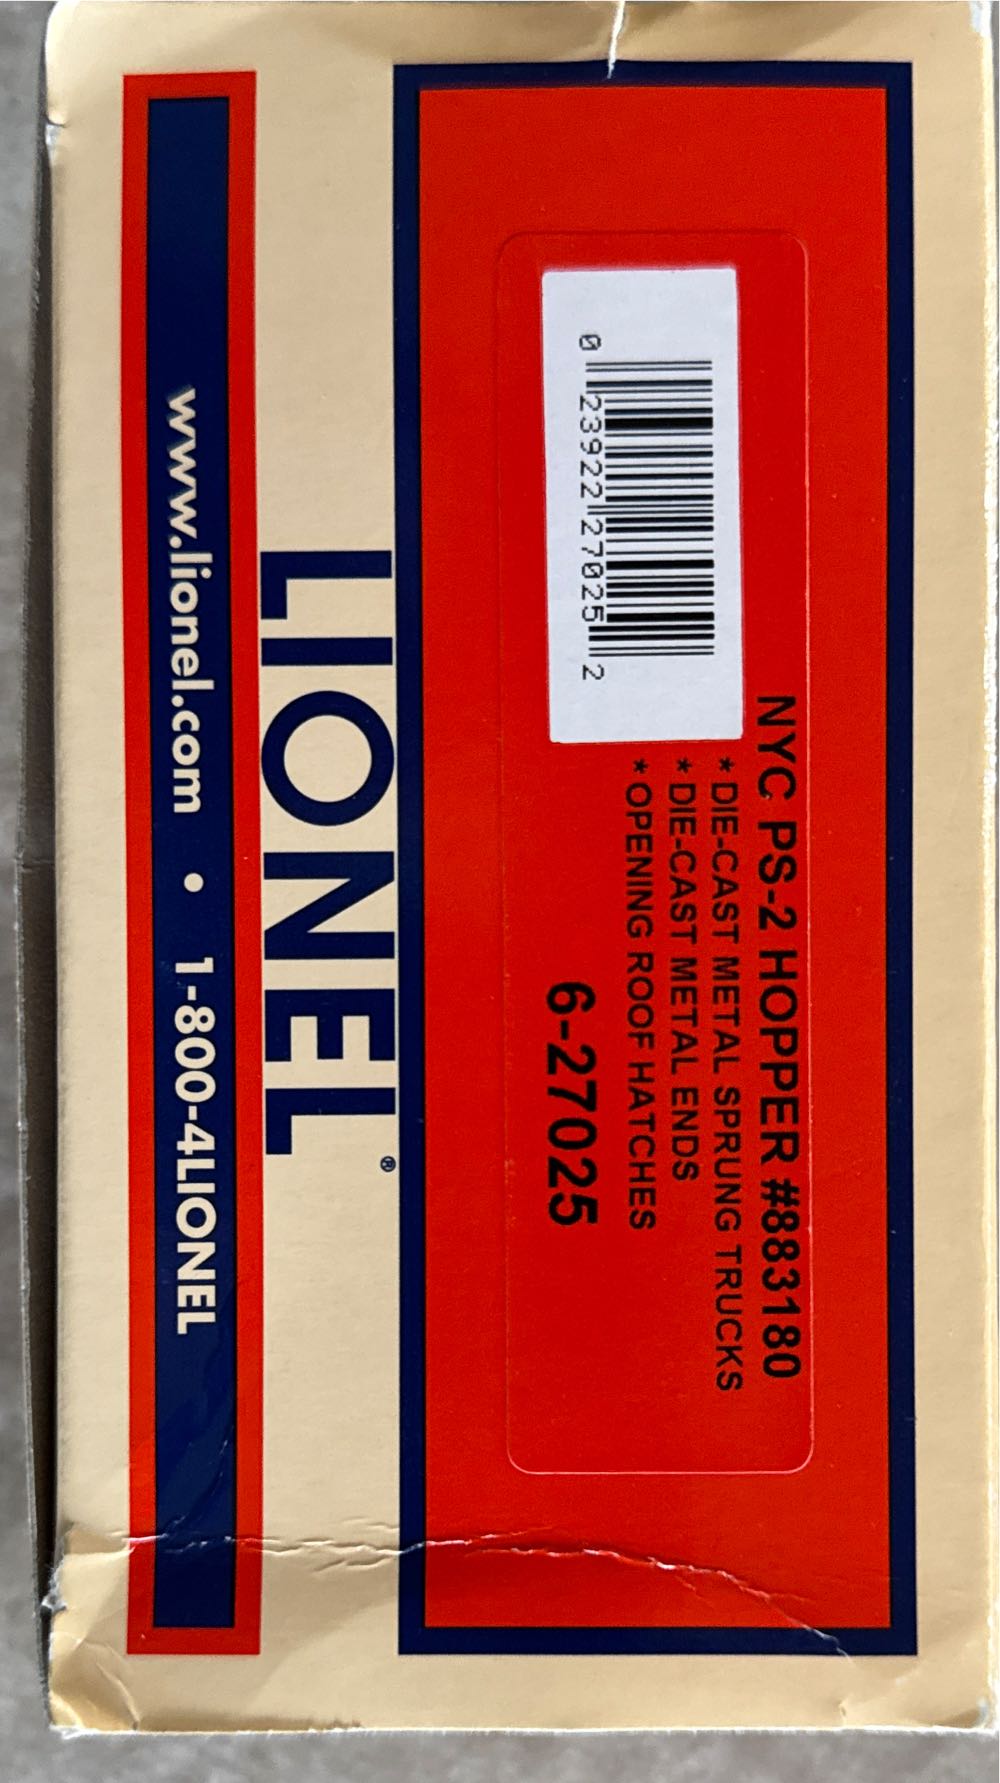 NYC PS-2 HOPPER #883180
*DIE-CAST METAL SPRUNG TRUCKS
*DIE-CAST METAL ENDS
*OPENING ROOF HATCHES
6-27025
0 23922 27025 2
LIONEL®
www.lionel.com • 1-800-4LIONEL